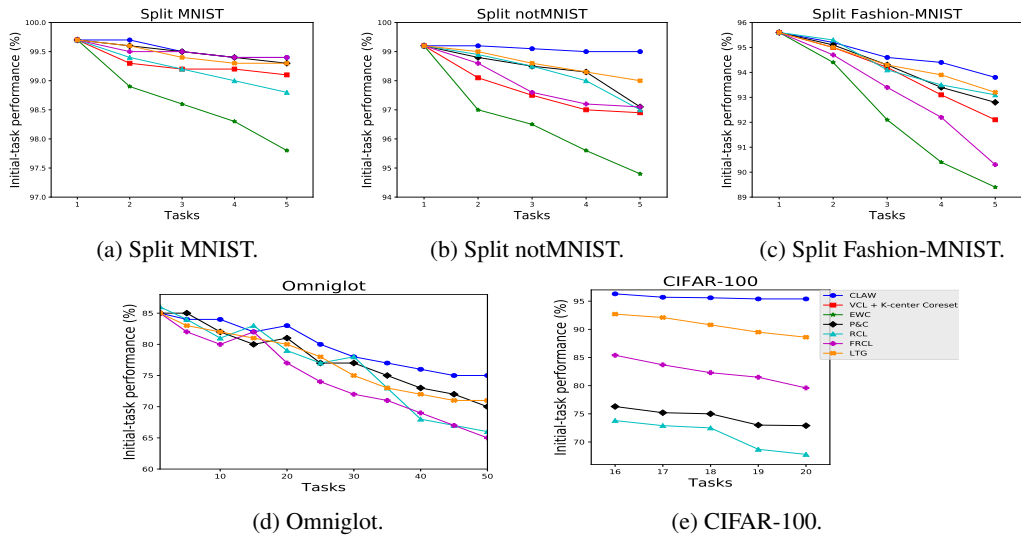 Split MNIST
Initial-task performance (%)
100.0
99.5
99.0
98.5
98.0
97.5
97.0
1 2 3 4 5
Tasks
(a) Split MNIST.
Split notMNIST
Initial-task performance (%)
100
99
98
97
96
95
94
1 2 3 4 5
Tasks
(b) Split notMNIST.
Split Fashion-MNIST
Initial-task performance (%)
96
95
94
93
92
91
90
89
1 2 3 4 5
Tasks
(c) Split Fashion-MNIST.
Omniglot
Initial-task performance (%)
85
80
75
70
65
60
10 20 30 40 50
Tasks
(d) Omniglot.
CIFAR-100
Initial-task performance (%)
95
90
85
80
75
70
16 17 18 19 20
Tasks
CLAW
VCL + K-center Coreset
EWC
P&C
RCL
FRCL
LTG
(e) CIFAR-100.